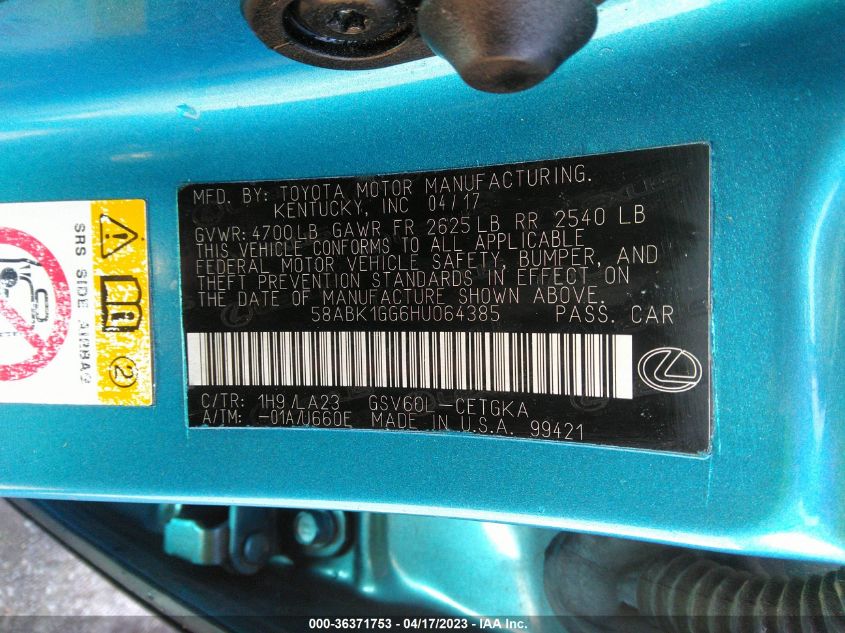 MFD. BY: TOYOTA MOTOR MANUFACTURING.
KENTUCKY, INC 04/17
GVWR: 4700LB GAWR FR 2625LB RR 2540 LB
THIS VEHICLE CONFORMS TO ALL APPLICABLE
FEDERAL MOTOR VEHICLE SAFETY, BUMPER, AND
THEFT PREVENTION STANDARDS IN EFFECT ON
THE DATE OF MANUFACTURE SHOWN ABOVE.
58ABK1GG6HU064385 PASS. CAR
C/TR: 1H9/LA23 GSV60L-CETGKA
A/TM: -01A/U660E MADE IN U.S.A. 99421
SRS SIDE AIRBAG
2
000-36371753 - 04/17/2023 - IAA Inc.